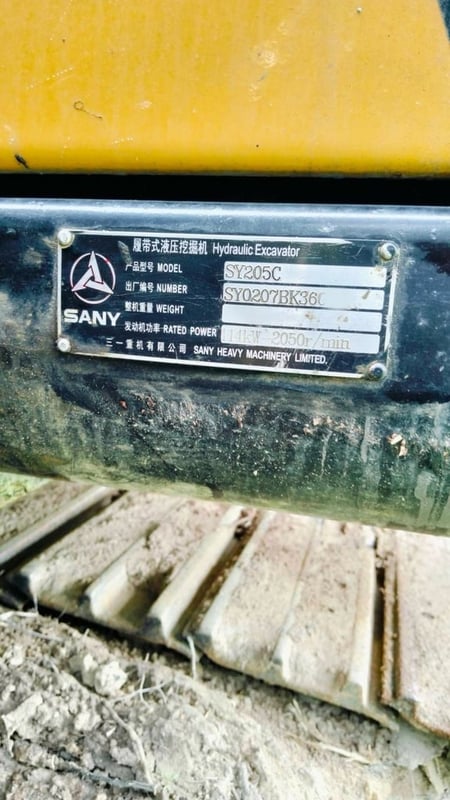 履带式液压挖掘机 Hydraulic Excavator
产品型号 MODEL SY205C
出厂编号 NUMBER SY0207BK360
整机重量 WEIGHT
发动机功率 RATED POWER 114kW 2050r/min
SANY
三一重机有限公司 SANY HEAVY MACHINERY LIMITED.